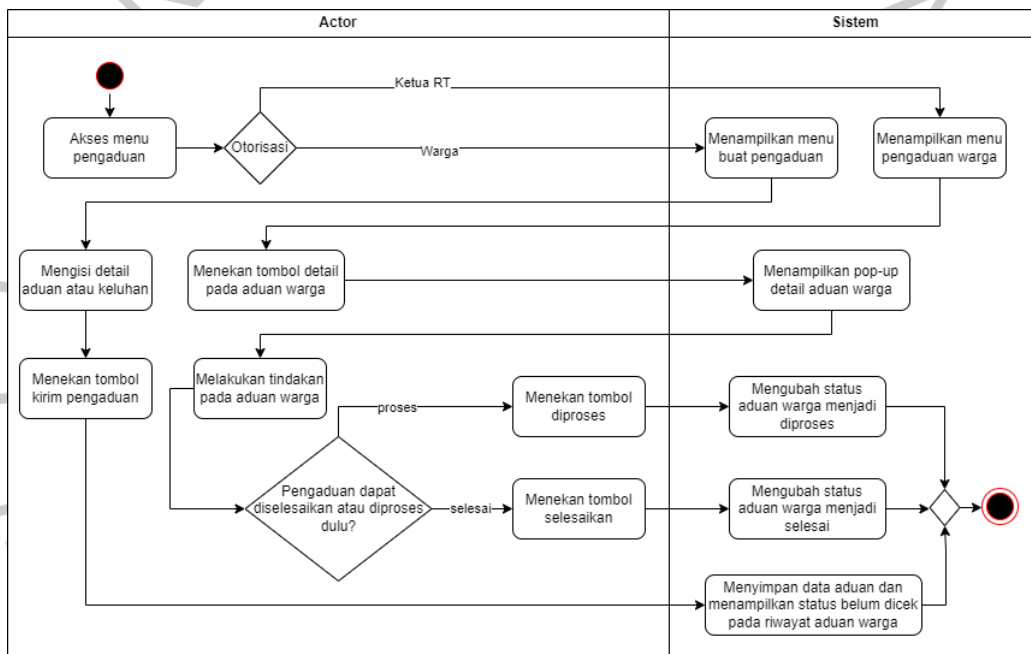 Actor
Sistem
Ketua RT
Akses menu
pengaduan
Otorisasi
Warga
Menampilkan menu
buat pengaduan
Menampilkan menu
pengaduan warga
Mengisi detail
aduan atau keluhan
Menekan tombol detail
pada aduan warga
Menampilkan pop-up
detail aduan warga
Menekan tombol
kirim pengaduan
Melakukan tindakan
pada aduan warga
proses
Menekan tombol
diproses
Mengubah status
aduan warga menjadi
diproses
Pengaduan dapat
diselesaikan atau diproses
dulu?
selesai
Menekan tombol
selesaikan
Mengubah status
aduan warga menjadi
selesai
Menyimpan data aduan dan
menampilkan status belum dicek
pada riwayat aduan warga